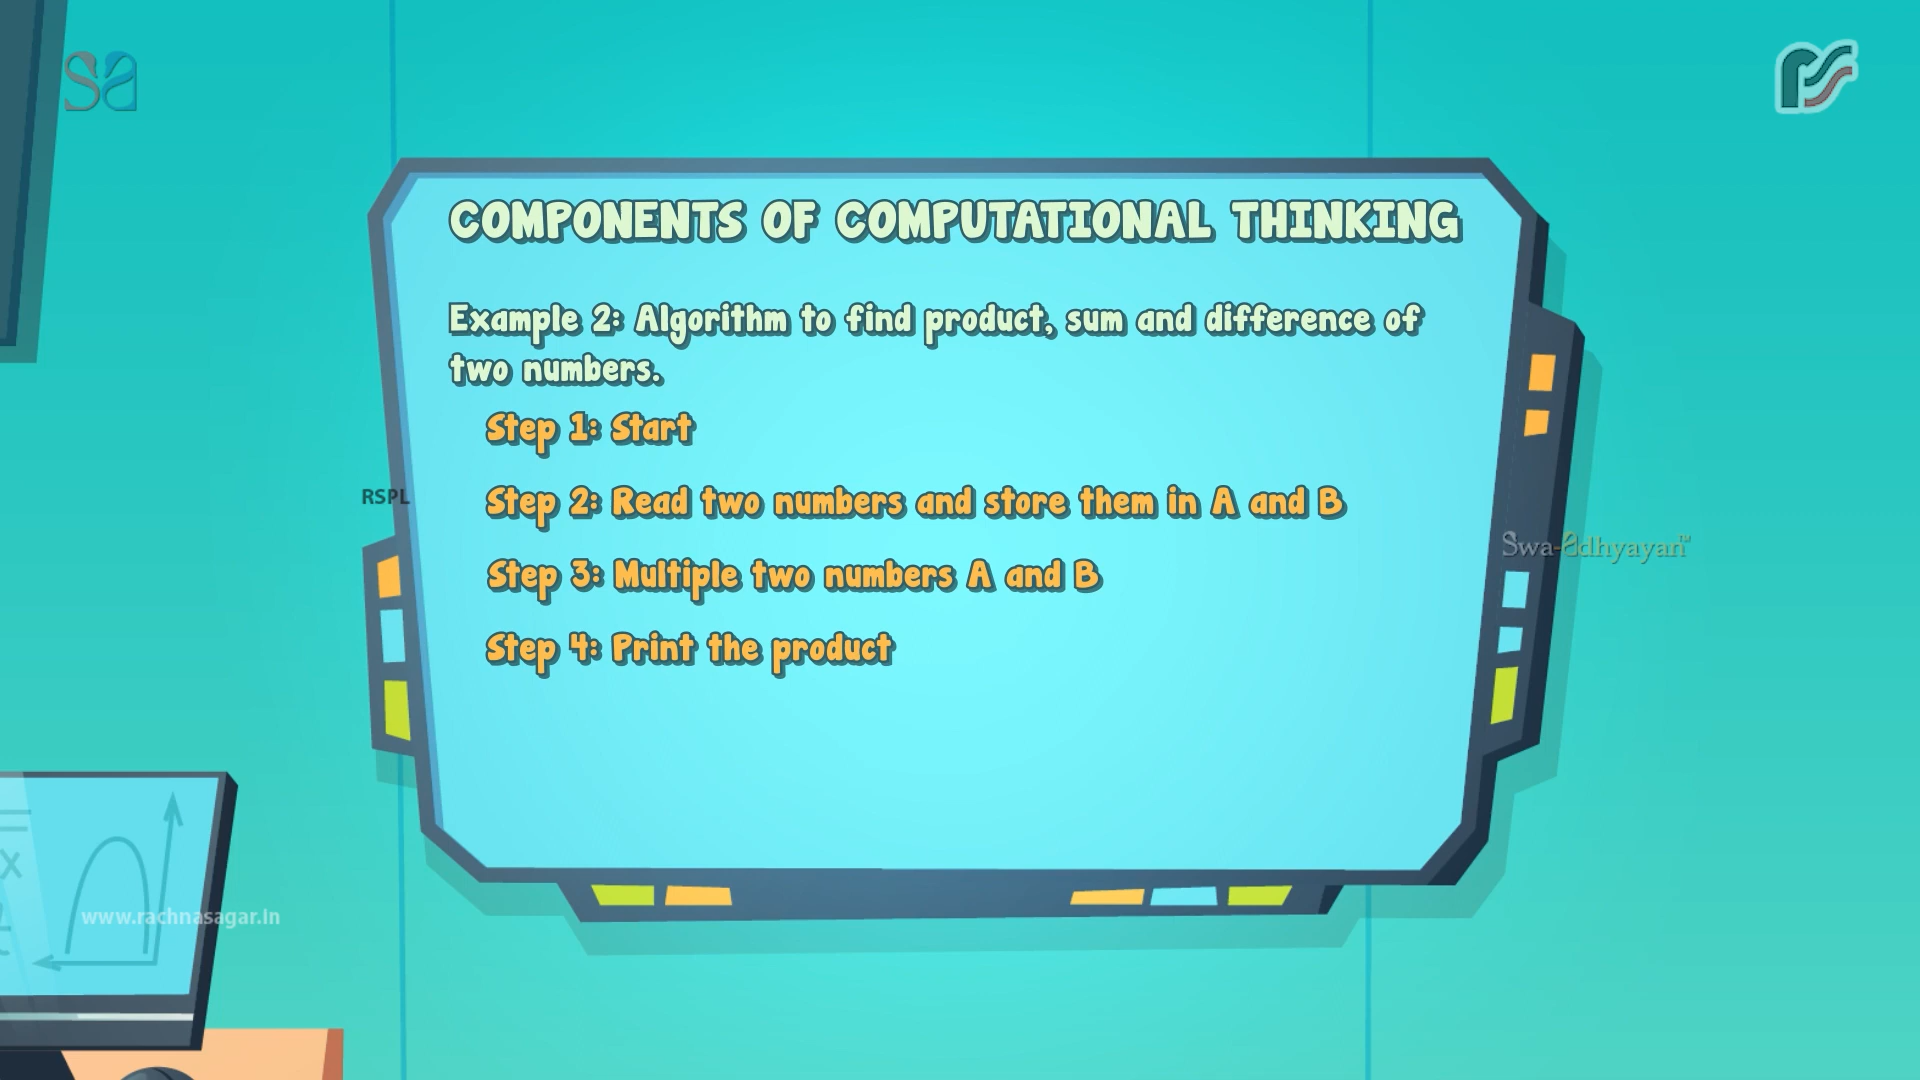 sa
COMPONENTS OF COMPUTATIONAL THINKING
Example 2: Algorithm to find product, sum and difference of
two numbers.
Step 1: Start
Step 2: Read two numbers and store them in A and B
RSPL
Swa-adhyayan™
Step 3: Multiple two numbers A and B
Step 4: Print the product
x
www.rachnasagar.in